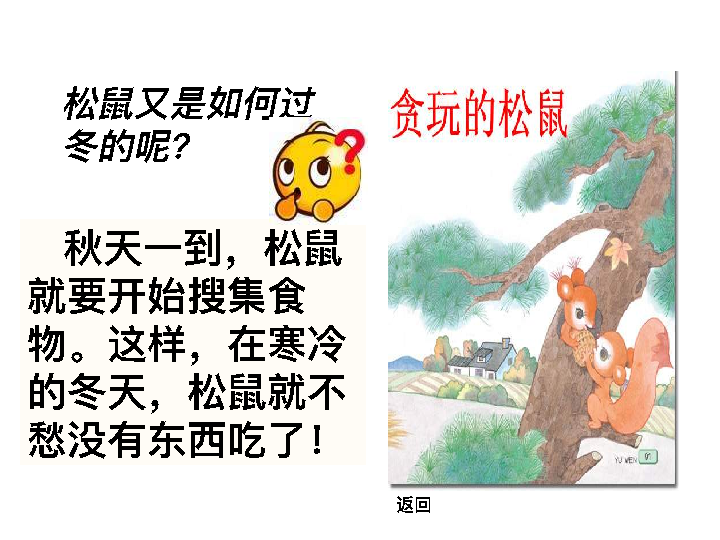 松鼠又是如何过
冬的呢？
秋天一到，松鼠
就要开始搜集食
物。这样，在寒冷
的冬天，松鼠就不
愁没有东西吃了！
贪玩的松鼠
YU WEN 01
返回